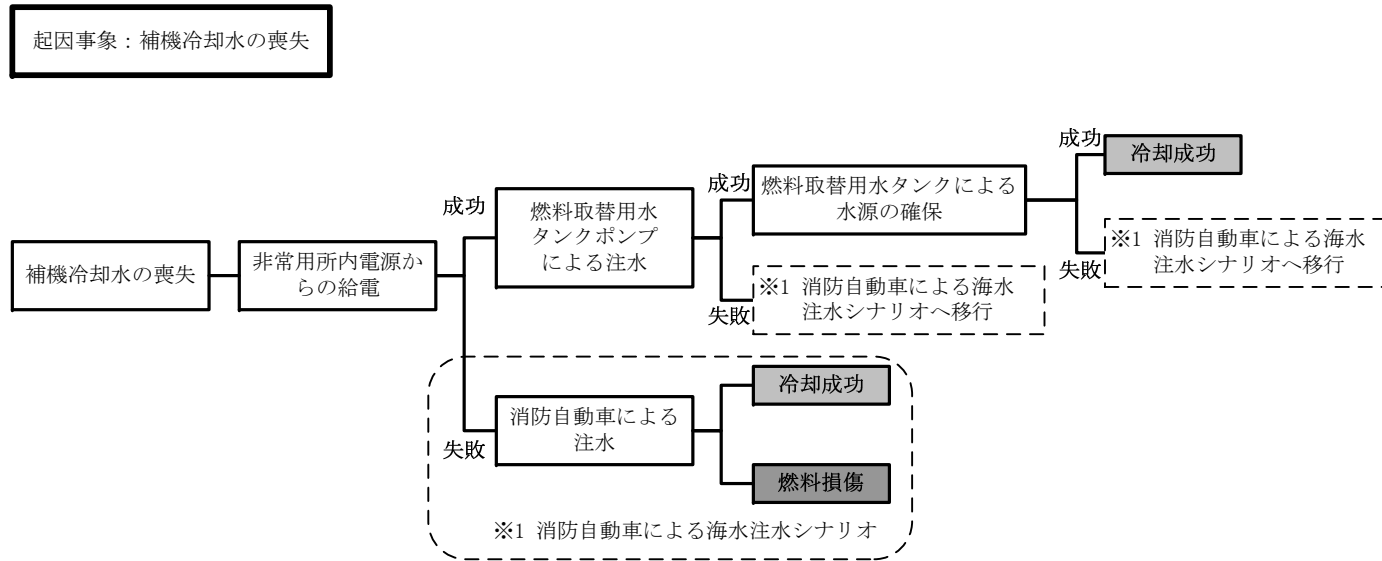 起因事象：補機冷却水の喪失
補機冷却水の喪失
非常用所内電源か
らの給電
成功
燃料取替用水
タンクポンプ
による注水
成功
燃料取替用水タンクによる
水源の確保
成功
冷却成功
失敗
※1 消防自動車による海水
注水シナリオへ移行
失敗
※1 消防自動車による海水
注水シナリオへ移行
失敗
消防自動車による
注水
冷却成功
燃料損傷
※1 消防自動車による海水注水シナリオ